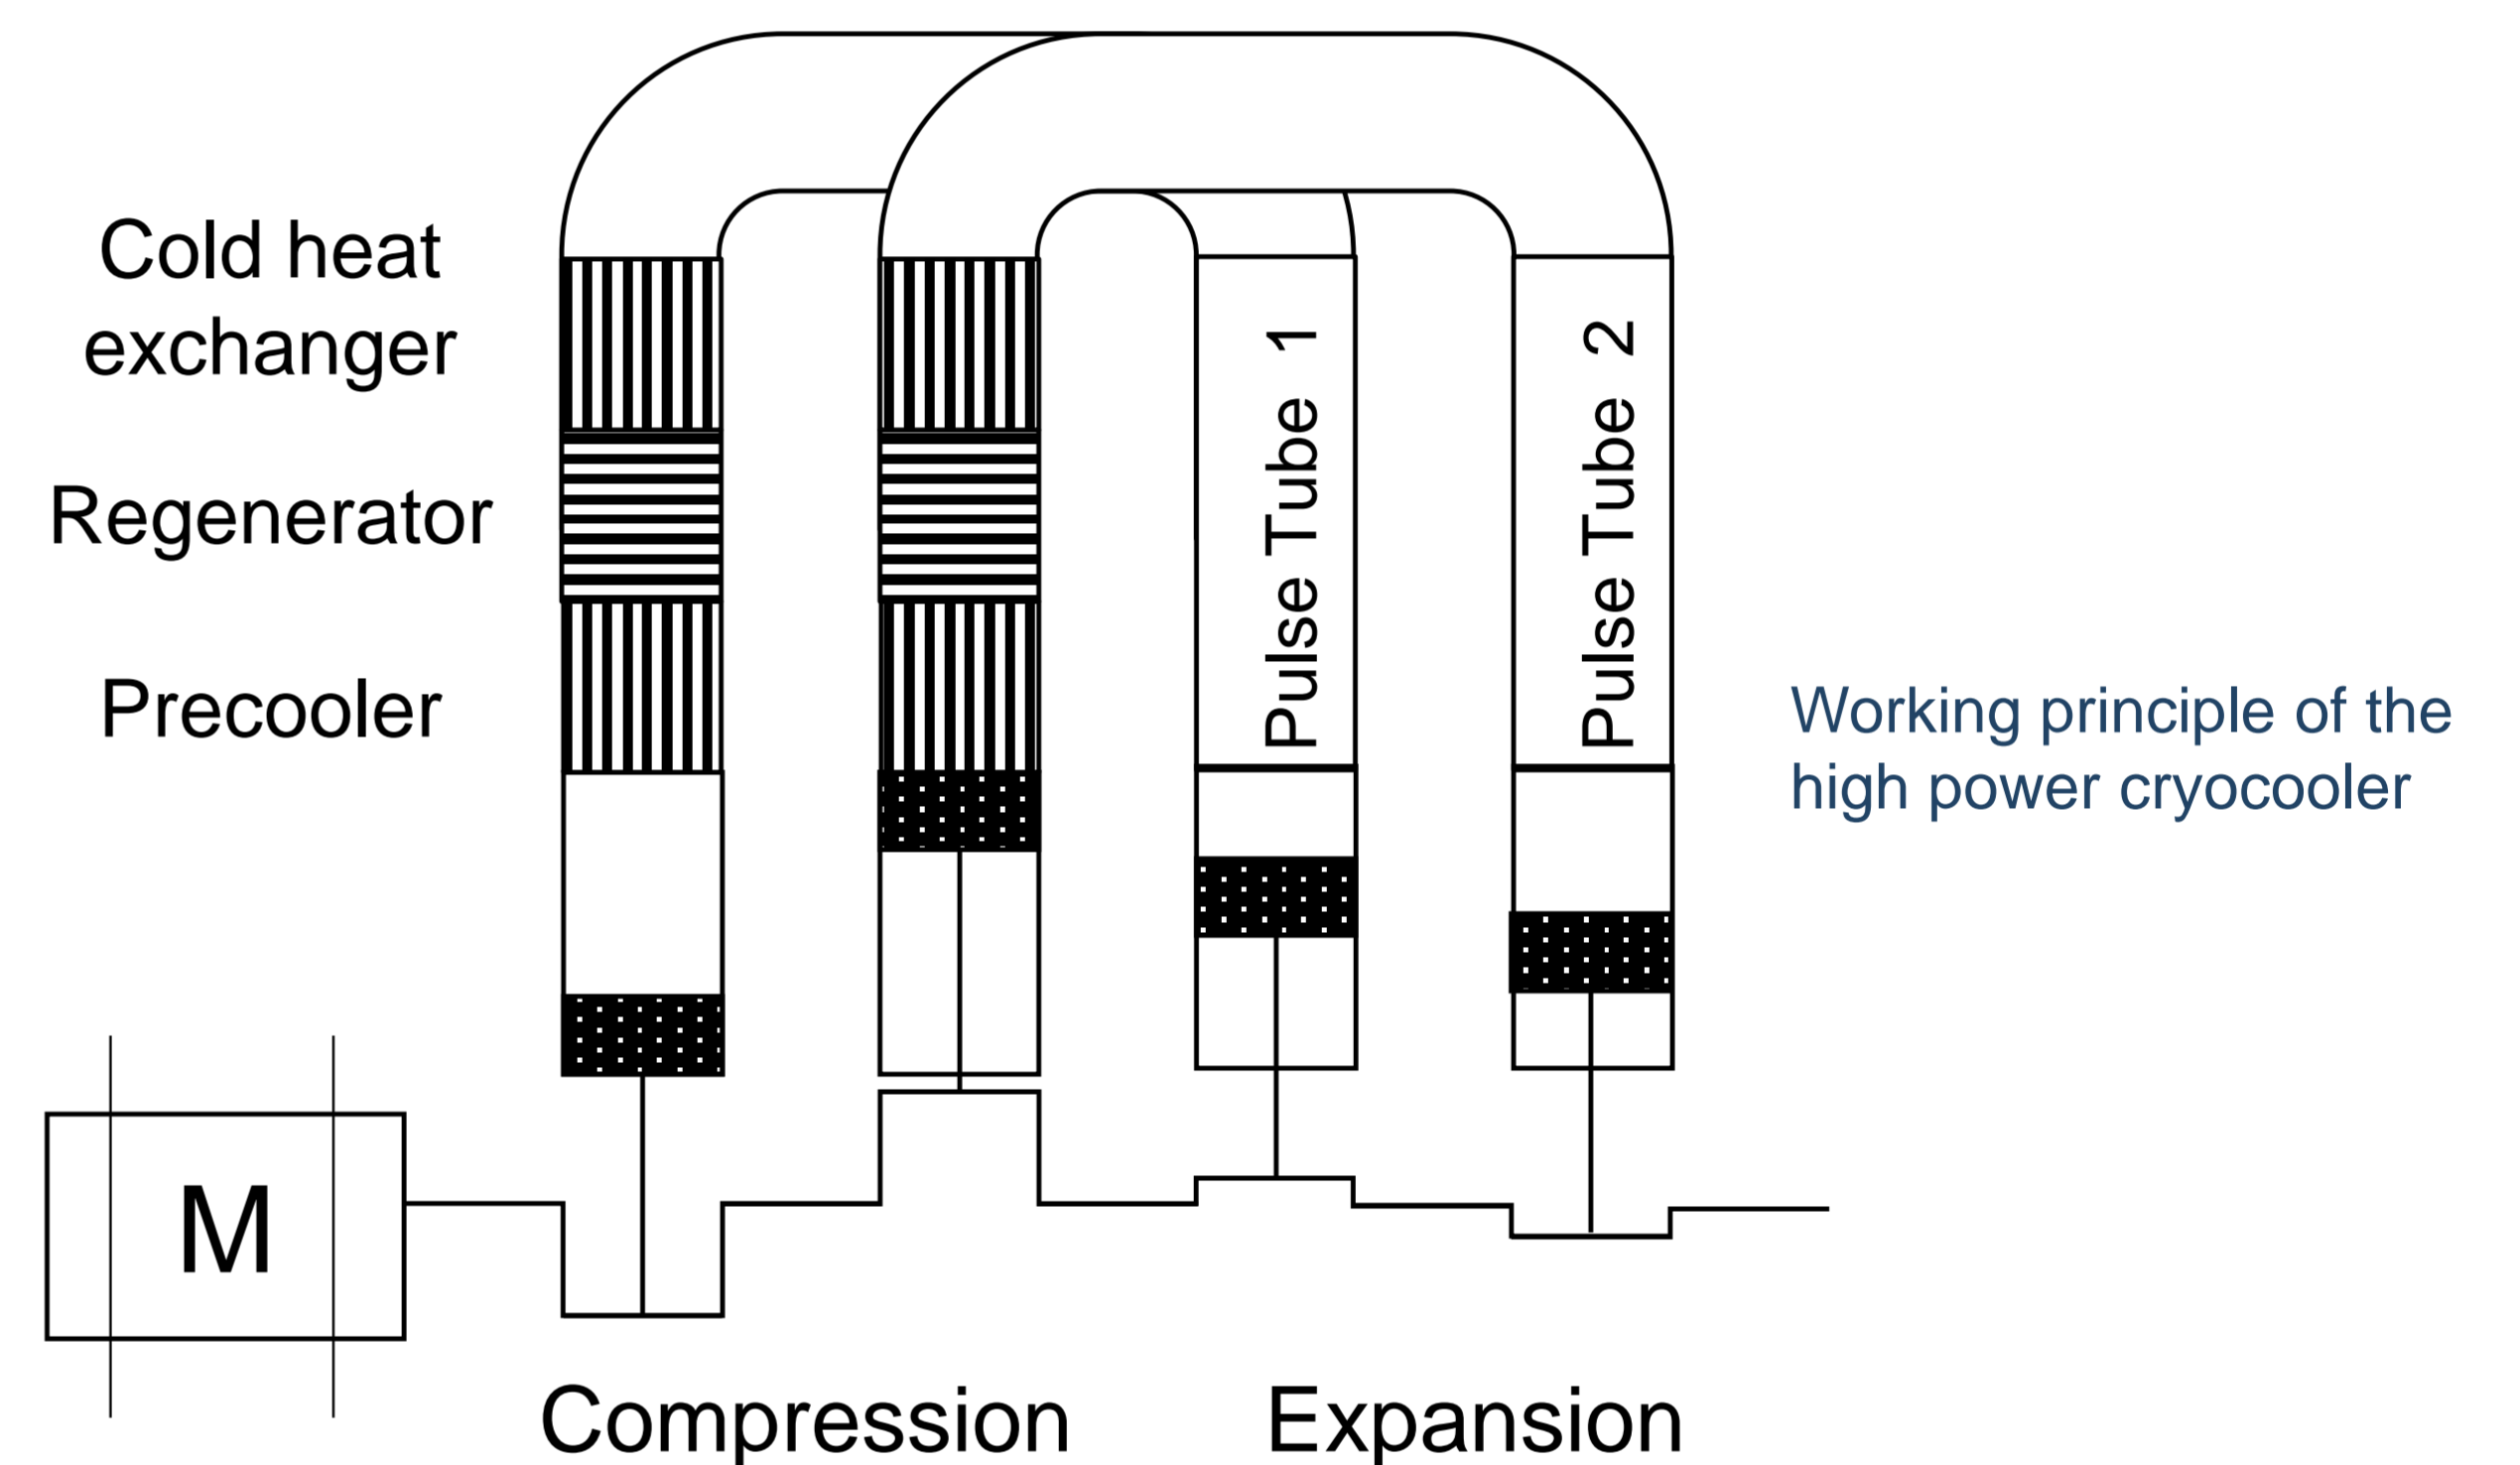 Cold heat
exchanger
Regenerator
Precooler
Pulse Tube 1
Pulse Tube 2
Working principle of the
high power cryocooler
M
Compression
Expansion